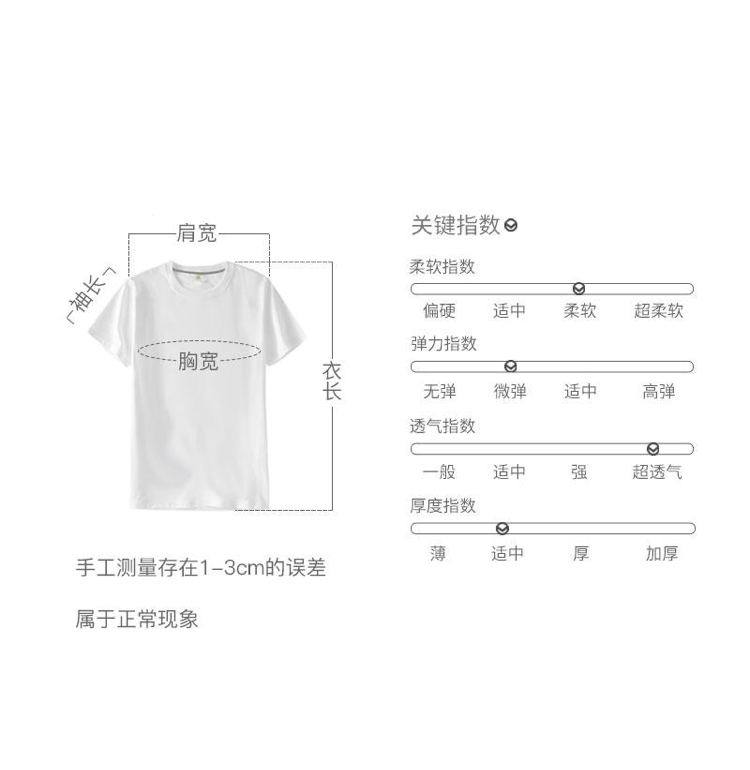 肩宽
袖长
胸宽
衣长
手工测量存在1-3cm的误差
属于正常现象
关键指数
柔软指数
偏硬 适中 柔软 超柔软
弹力指数
无弹 微弹 适中 高弹
透气指数
一般 适中 强 超透气
厚度指数
薄 适中 厚 加厚